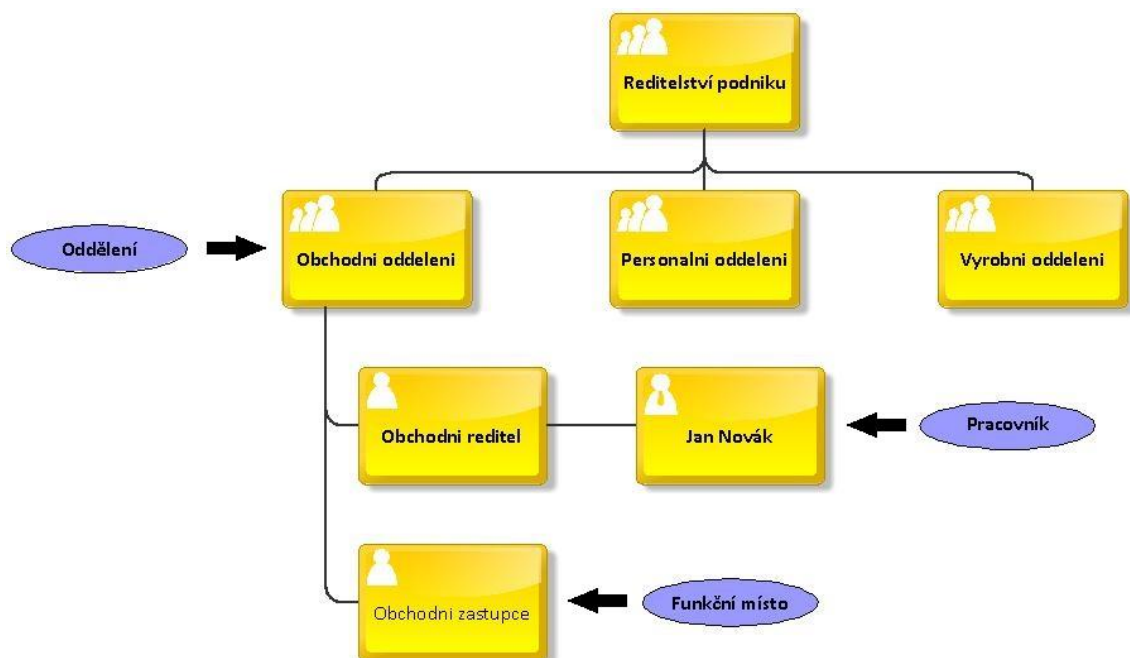 Reditelství podniku
Oddělení
Obchodni oddeleni
Personalni oddeleni
Vyrobni oddeleni
Obchodni reditel
Jan Novák
Pracovník
Obchodni zastupce
Funkční místo